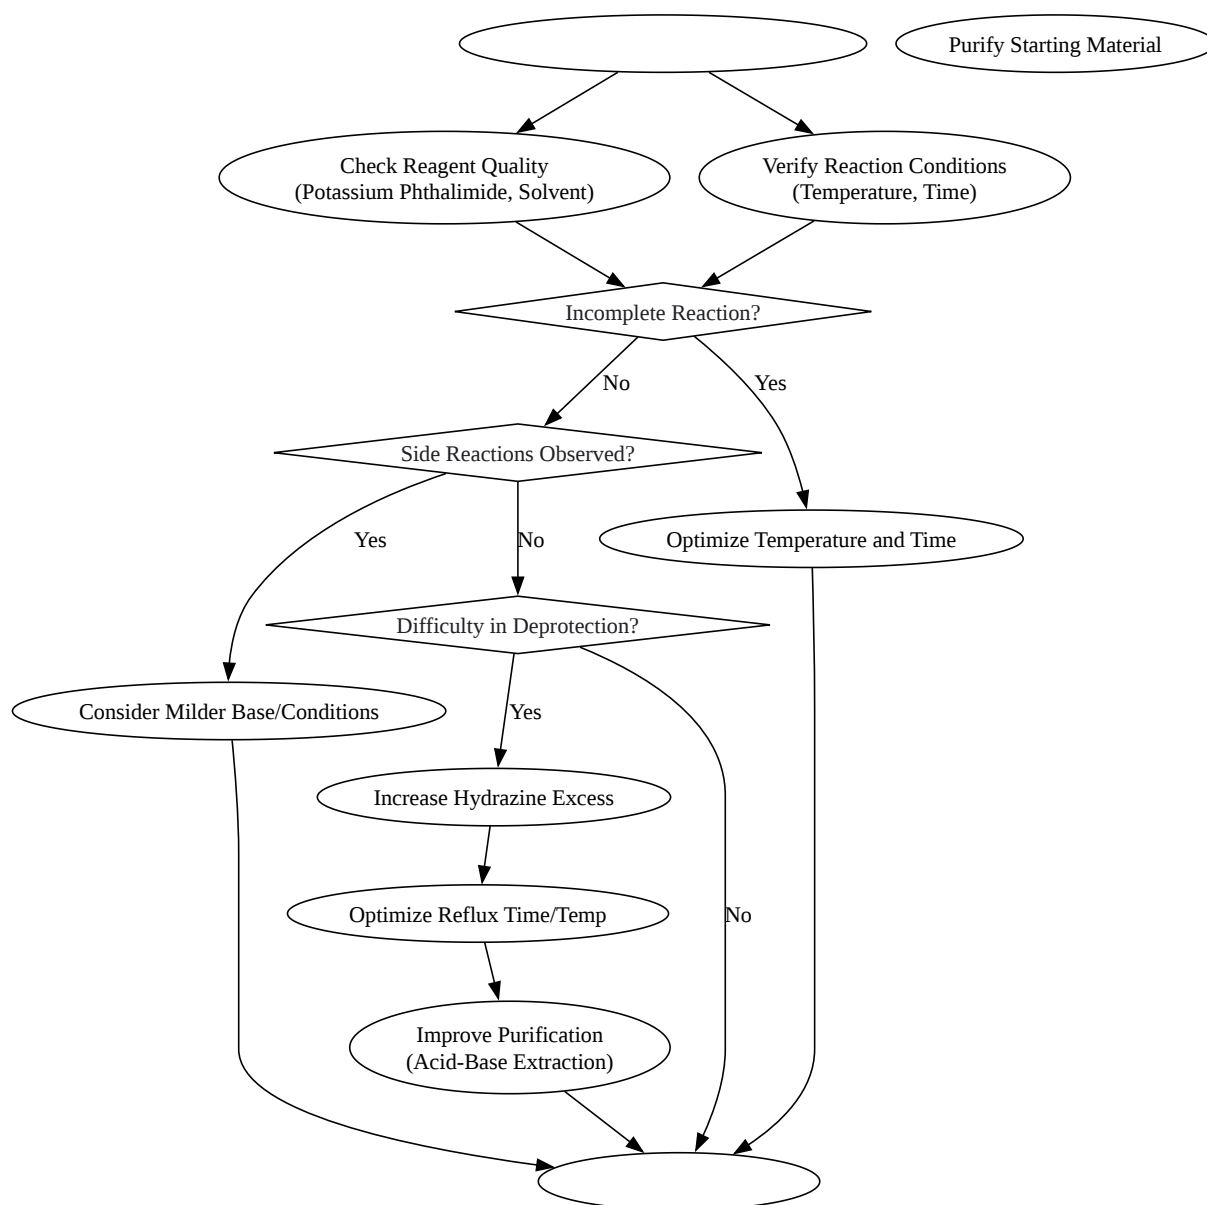 Purify Starting Material
Check Reagent Quality
(Potassium Phthalimide, Solvent)
Verify Reaction Conditions
(Temperature, Time)
Incomplete Reaction?
No
Yes
Side Reactions Observed?
Yes
No
Optimize Temperature and Time
Difficulty in Deprotection?
Consider Milder Base/Conditions
Yes
Increase Hydrazine Excess
Optimize Reflux Time/Temp
No
Improve Purification
(Acid-Base Extraction)